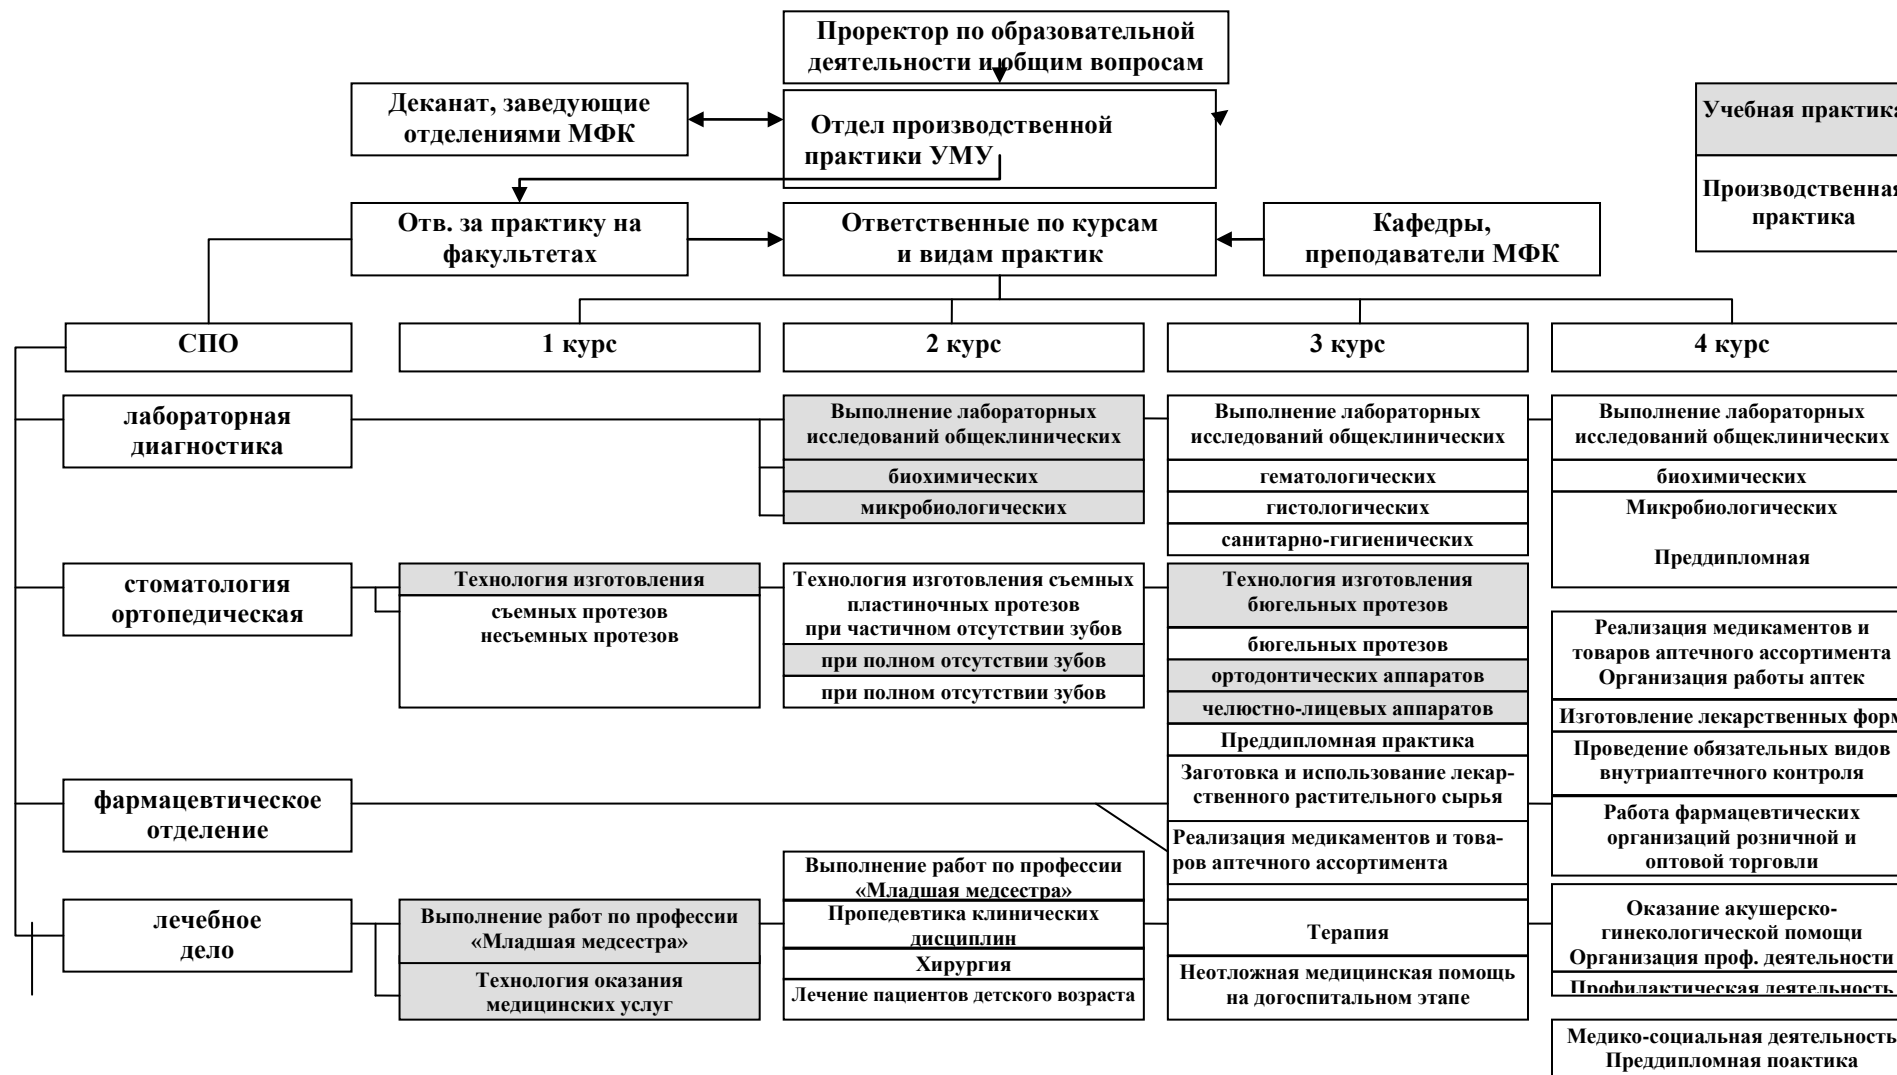 Проректор по образовательной
деятельности и общим вопросам
Деканат, заведующие
отделениями МФК
Отдел производственной
практики УМУ
Учебная практика
Производственная
практика
Отв. за практику на
факультетах
Ответственные по курсам
и видам практик
Кафедры,
преподаватели МФК
СПО
1 курс
2 курс
3 курс
4 курс
лабораторная
диагностика
Выполнение лабораторных
исследований общеклинических
биохимических
микробиологических
Выполнение лабораторных
исследований общеклинических
гематологических
гистологических
санитарно-гигиенических
Выполнение лабораторных
исследований общеклинических
биохимических
Микробиологических
Преддипломная
стоматология
ортопедическая
Технология изготовления
съемных протезов
несъемных протезов
Технология изготовления съемных
пластиночных протезов
при частичном отсутствии зубов
при полном отсутствии зубов
при полном отсутствии зубов
Технология изготовления
бюгельных протезов
бюгельных протезов
ортодонтических аппаратов
челюстно-лицевых аппаратов
Преддипломная практика
фармацевтическое
отделение
Заготовка и использование лекар-
ственного растительного сырья
Реализация медикаментов и това-
ров аптечного ассортимента
Реализация медикаментов и
товаров аптечного ассортимента
Организация работы аптек
Изготовление лекарственных форм
Проведение обязательных видов
внутриаптечного контроля
Работа фармацевтических
организаций розничной и
оптовой торговли
лечебное
дело
Выполнение работ по профессии
«Младшая медсестра»
Технология оказания
медицинских услуг
Выполнение работ по профессии
«Младшая медсестра»
Пропедевтика клинических
дисциплин
Хирургия
Лечение пациентов детского возраста
Терапия
Неотложная медицинская помощь
на догоспитальном этапе
Оказание акушерско-
гинекологической помощи
Организация проф. деятельности
Профилактическая деятельность
Медико-социальная деятельность
Преддипломная поактика